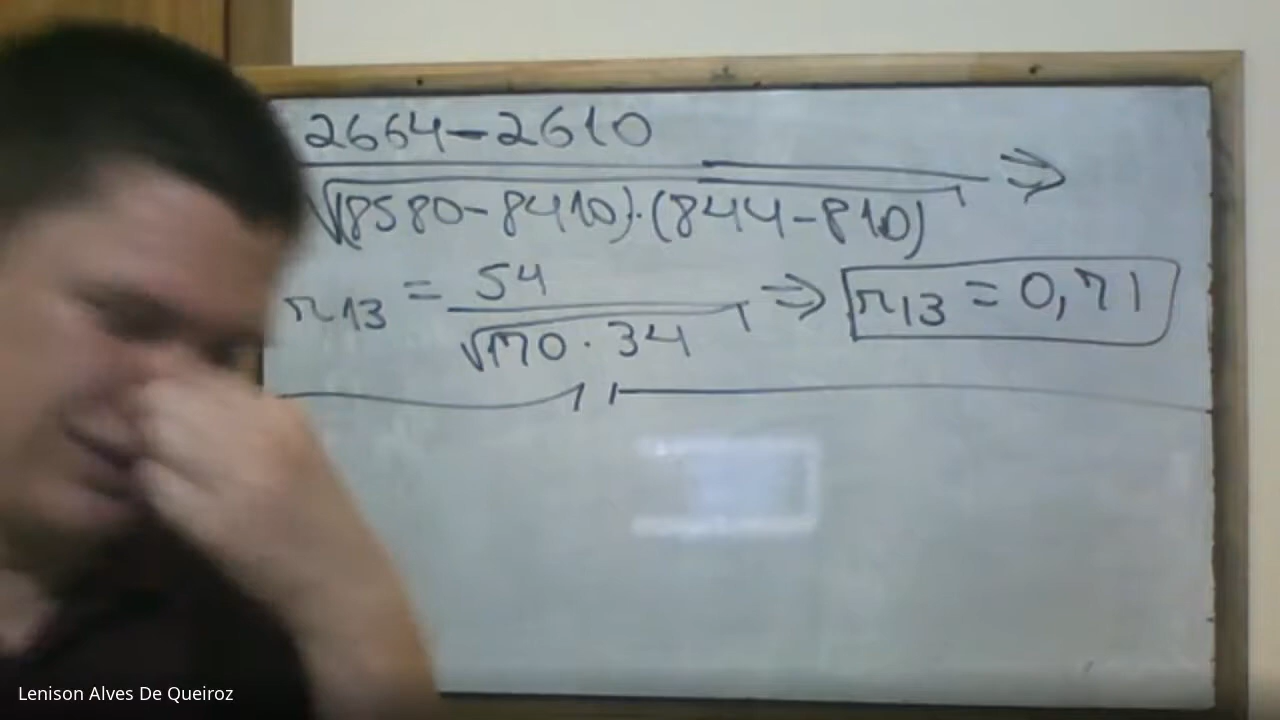 2664-2610
√(8580-8410)·(844-810) ⇒
r13 = 54 / √170·34 ⇒ r13 = 0,71
Lenison Alves De Queiroz